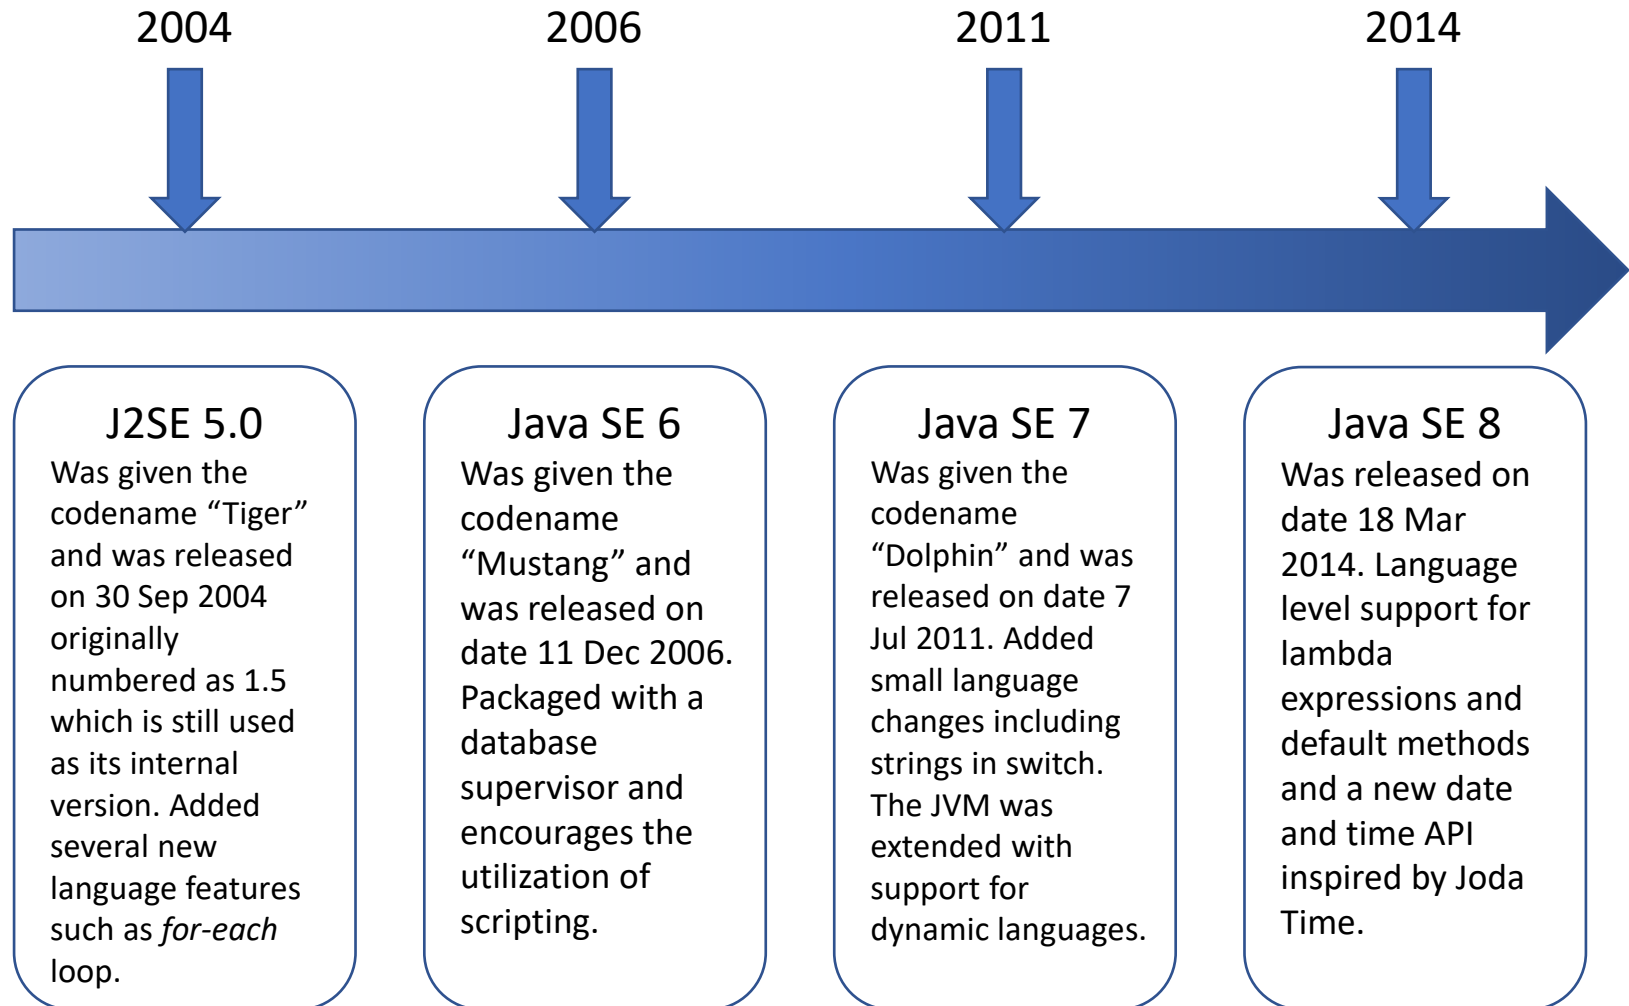 2004
2006
2011
2014
J2SE 5.0
Was given the
codename “Tiger”
and was released
on 30 Sep 2004
originally
numbered as 1.5
which is still used
as its internal
version. Added
several new
language features
such as for-each
loop.
Java SE 6
Was given the
codename
“Mustang” and
was released on
date 11 Dec 2006.
Packaged with a
database
supervisor and
encourages the
utilization of
scripting.
Java SE 7
Was given the
codename
“Dolphin” and was
released on date 7
Jul 2011. Added
small language
changes including
strings in switch.
The JVM was
extended with
support for
dynamic languages.
Java SE 8
Was released on
date 18 Mar
2014. Language
level support for
lambda
expressions and
default methods
and a new date
and time API
inspired by Joda
Time.